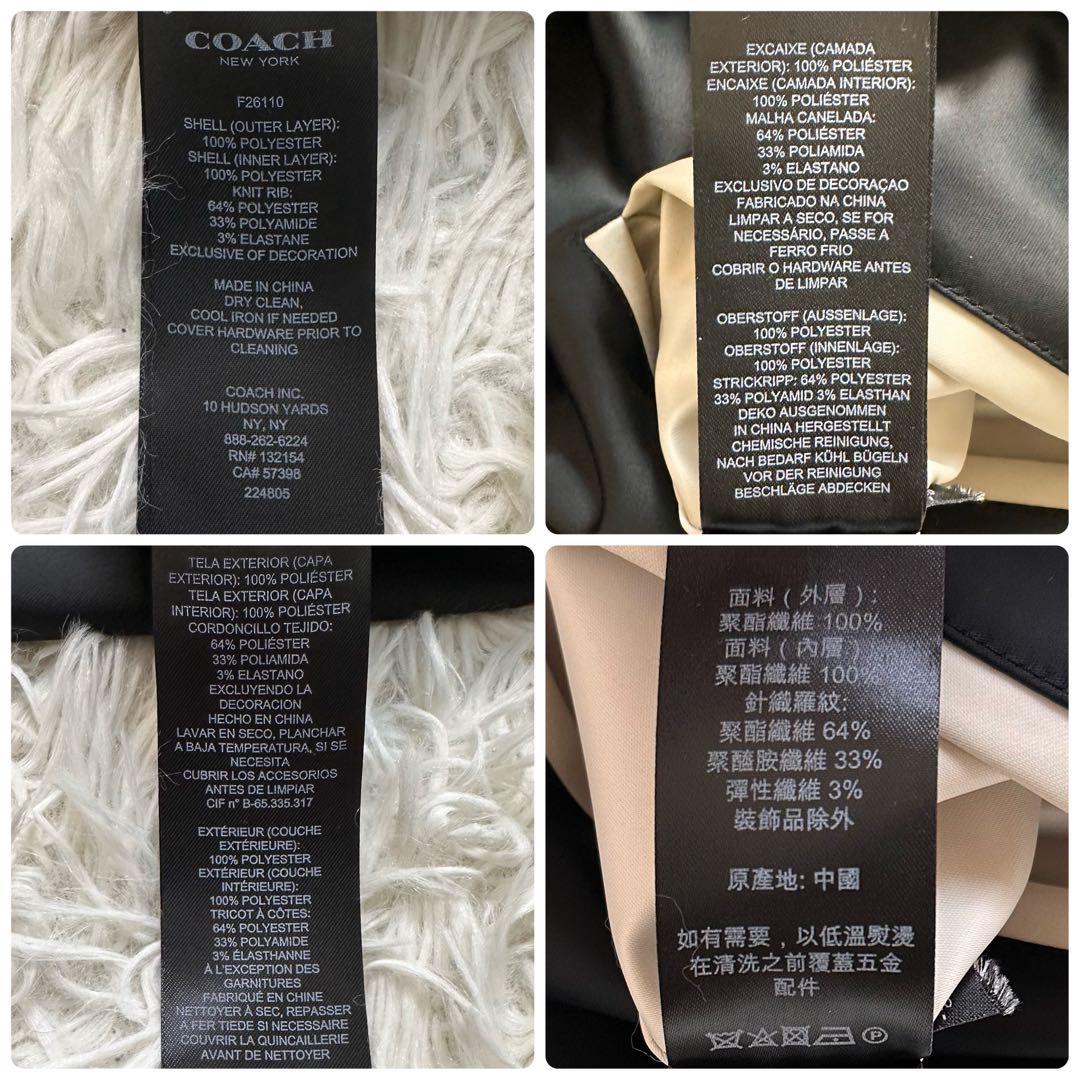 COACH
NEW YORK
F26110
SHELL (OUTER LAYER):
100% POLYESTER
SHELL (INNER LAYER):
100% POLYESTER
KNIT RIB:
64% POLYESTER
33% POLYAMIDE
3% ELASTANE
EXCLUSIVE OF DECORATION
MADE IN CHINA
DRY CLEAN,
COOL IRON IF NEEDED
COVER HARDWARE PRIOR TO
CLEANING
COACH INC.
10 HUDSON YARDS
NY, NY
888-262-6224
RN# 132154
CA# 57398
224805
EXCAIXE (CAMADA
EXTERIOR): 100% POLIÉSTER
ENCAIXE (CAMADA INTERIOR):
100% POLIÉSTER
MALHA CANELADA:
64% POLIÉSTER
33% POLIAMIDA
3% ELASTANO
EXCLUSIVO DE DECORAÇAO
FABRICADO NA CHINA
LIMPAR A SECO, SE FOR
NECESSÁRIO, PASSE A
FERRO FRIO
COBRIR O HARDWARE ANTES
DE LIMPAR
OBERSTOFF (AUSSENLAGE):
100% POLYESTER
OBERSTOFF (INNENLAGE):
100% POLYESTER
STRICKRIPP: 64% POLYESTER
33% POLYAMID 3% ELASTHAN
DEKO AUSGENOMMEN
IN CHINA HERGESTELLT
CHEMISCHE REINIGUNG,
NACH BEDARF KÜHL BÜGELN
VOR DER REINIGUNG
BESCHLÄGE ABDECKEN
TELA EXTERIOR (CAPA
EXTERIOR): 100% POLIÉSTER
TELA EXTERIOR (CAPA
INTERIOR): 100% POLIÉSTER
CORDONCILLO TEJIDO:
64% POLIÉSTER
33% POLIAMIDA
3% ELASTANO
EXCLUYENDO LA
DECORACION
HECHO EN CHINA
LAVAR EN SECO, PLANCHAR
A BAJA TEMPERATURA, SI SE
NECESITA
CUBRIR LOS ACCESORIOS
ANTES DE LIMPIAR
CIF nº B-65.335.317
EXTÉRIEUR (COUCHE
EXTÉRIEURE):
100% POLYESTER
EXTÉRIEUR (COUCHE
INTÉRIEURE):
100% POLYESTER
TRICOT À CÔTES:
64% POLYESTER
33% POLYAMIDE
3% ÉLASTHANNE
À L'EXCEPTION DES
GARNITURES
FABRIQUÉ EN CHINE
NETTOYER À SEC, REPASSER
A FER TIEDE SI NECESSAIRE
COUVRIR LA QUINCAILLERIE
AVANT DE NETTOYER
面料（外層）:
聚酯纖維 100%
面料（內層）
聚酯纖維 100%
針織羅紋:
聚酯纖維 64%
聚醯胺纖維 33%
彈性纖維 3%
裝飾品除外
原產地: 中國
如有需要，以低溫熨燙
在清洗之前覆蓋五金
配件
P